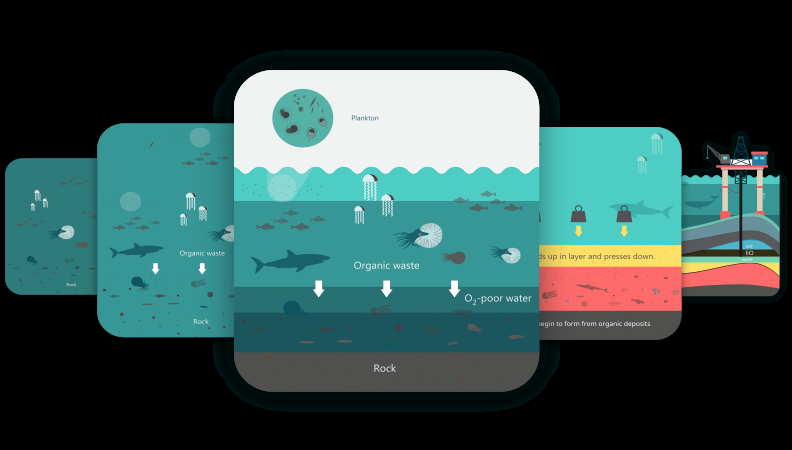 Rock
Organic waste
Rock
Plankton
Organic waste
O₂-poor water
Rock
ds up in layer and presses down.
begin to form from organic deposits